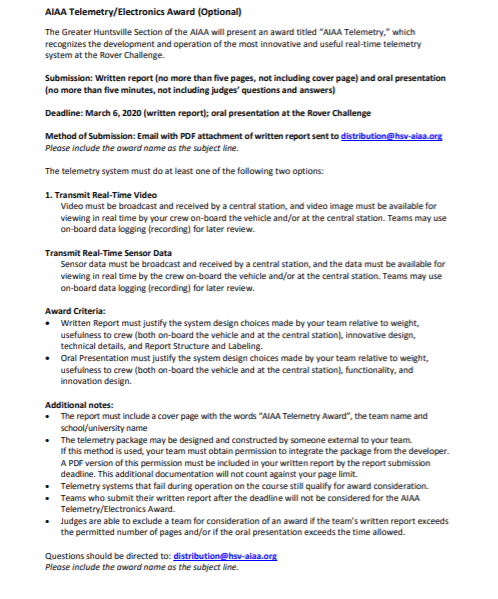 AIAA Telemetry/Electronics Award (Optional)
The Greater Huntsville Section of the AIAA will present an award titled "AIAA Telemetry," which
recognizes the development and operation of the most innovative and useful real-time telemetry
system at the Rover Challenge.
Submission: Written report (no more than five pages, not including cover page) and oral presentation
(no more than five minutes, not including judges' questions and answers)
Deadline: March 6, 2020 (written report); oral presentation at the Rover Challenge
Method of Submission: Email with PDF attachment of written report sent to distribution@hsv-aiaa.org
Please include the award name as the subject line.
The telemetry system must do at least one of the following two options:
1. Transmit Real-Time Video
Video must be broadcast and received by a central station, and video image must be available for
viewing in real time by your crew on-board the vehicle and/or at the central station. Teams may use
on-board data logging (recording) for later review.
Transmit Real-Time Sensor Data
Sensor data must be broadcast and received by a central station, and the data must be available for
viewing in real time by the crew on-board the vehicle and/or at the central station. Teams may use
on-board data logging (recording) for later review.
Award Criteria:
• Written Report must justify the system design choices made by your team relative to weight,
usefulness to crew (both on-board the vehicle and at the central station), innovative design,
technical details, and Report Structure and Labeling.
• Oral Presentation must justify the system design choices made by your team relative to weight,
usefulness to crew (both on-board the vehicle and at the central station), functionality, and
innovation design.
Additional notes:
• The report must include a cover page with the words "AIAA Telemetry Award", the team name and
school/university name
• The telemetry package may be designed and constructed by someone external to your team.
If this method is used, your team must obtain permission to integrate the package from the developer.
A PDF version of this permission must be included in your written report by the report submission
deadline. This additional documentation will not count against your page limit.
• Telemetry systems that fail during operation on the course still qualify for award consideration.
• Teams who submit their written report after the deadline will not be considered for the AIAA
Telemetry/Electronics Award.
• Judges are able to exclude a team for consideration of an award if the team's written report exceeds
the permitted number of pages and/or if the oral presentation exceeds the time allowed.
Questions should be directed to: distribution@hsv-aiaa.org
Please include the award name as the subject line.